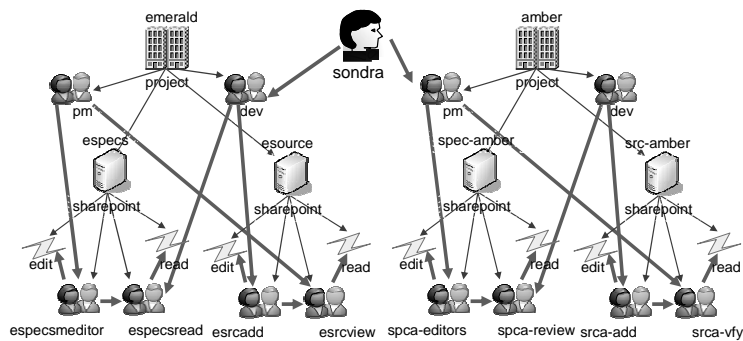 emerald
amber
sondra
project
project
pm
dev
pm
dev
especs
esource
spec-amber
src-amber
sharepoint
sharepoint
sharepoint
sharepoint
edit
read
edit
read
edit
read
edit
read
especsmeditor
especsread
esrcadd
esrcview
spca-editors
spca-review
srca-add
srca-vfy